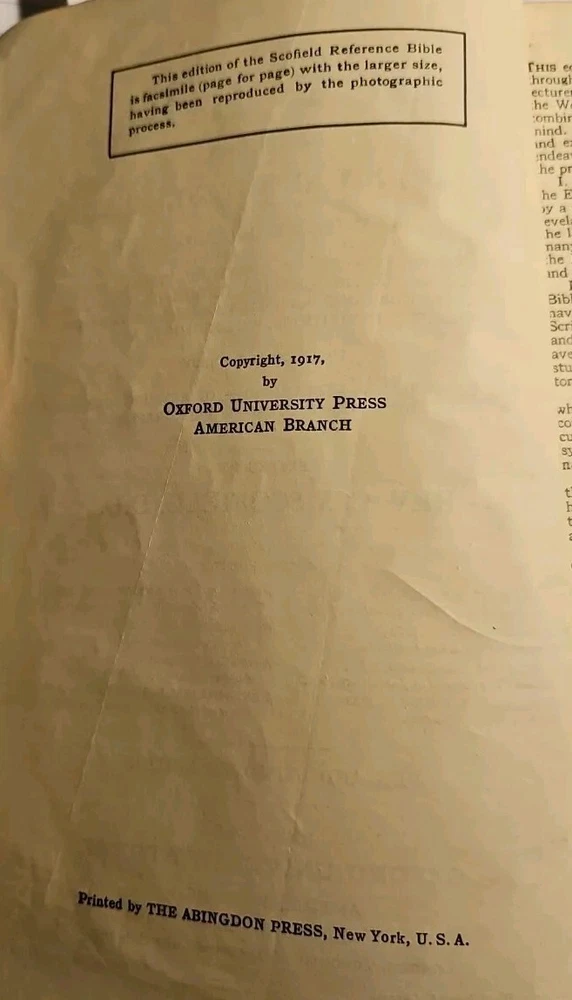 This edition of the Scofield Reference Bible
is facsimile (page for page) with the larger size,
having been reproduced by the photographic
process.
Copyright, 1917,
by
OXFORD UNIVERSITY PRESS
AMERICAN BRANCH
Printed by THE ABINGDON PRESS, New York, U. S. A.